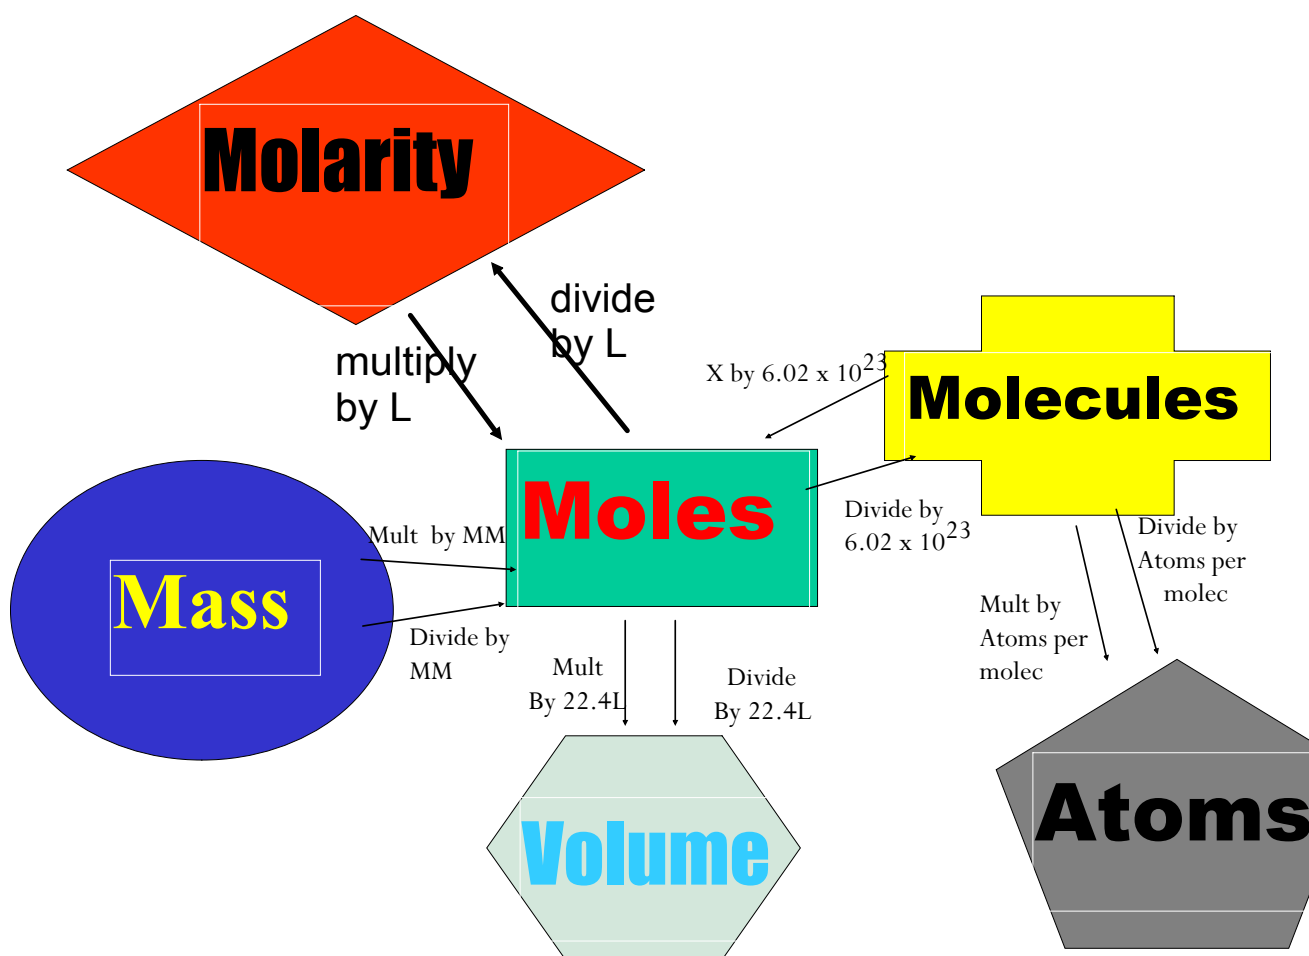 Molarity
divide
by L
multiply
by L
X by 6.02 x 10²³
Molecules
Moles
Divide by
6.02 x 10²³
Mult by MM
Mass
Divide by
MM
Divide by
Atoms per
molec
Mult by
Atoms per
molec
Mult
By 22.4L
Divide
By 22.4L
Volume
Atoms